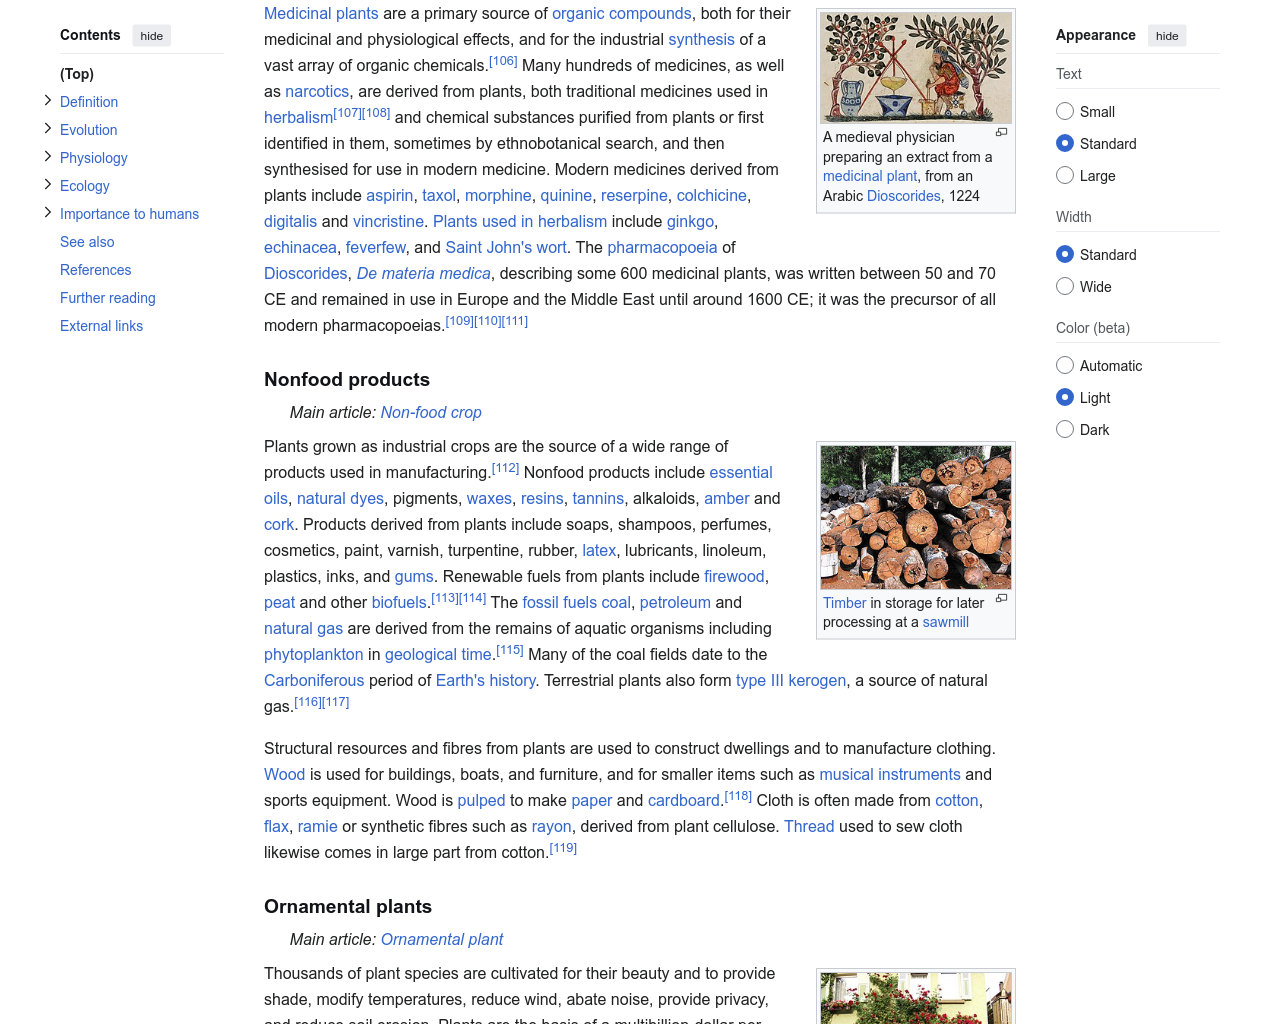 Contents hide
(Top)
Definition
Evolution
Physiology
Ecology
Importance to humans
See also
References
Further reading
External links
Medicinal plants are a primary source of organic compounds, both for their
medicinal and physiological effects, and for the industrial synthesis of a
vast array of organic chemicals.[106] Many hundreds of medicines, as well
as narcotics, are derived from plants, both traditional medicines used in
herbalism[107][108] and chemical substances purified from plants or first
identified in them, sometimes by ethnobotanical search, and then
synthesised for use in modern medicine. Modern medicines derived from
plants include aspirin, taxol, morphine, quinine, reserpine, colchicine,
digitalis and vincristine. Plants used in herbalism include ginkgo,
echinacea, feverfew, and Saint John's wort. The pharmacopoeia of
Dioscorides, De materia medica, describing some 600 medicinal plants, was written between 50 and 70
CE and remained in use in Europe and the Middle East until around 1600 CE; it was the precursor of all
modern pharmacopoeias.[109][110][111]
A medieval physician
preparing an extract from a
medicinal plant, from an
Arabic Dioscorides, 1224
Nonfood products
Main article: Non-food crop
Plants grown as industrial crops are the source of a wide range of
products used in manufacturing.[112] Nonfood products include essential
oils, natural dyes, pigments, waxes, resins, tannins, alkaloids, amber and
cork. Products derived from plants include soaps, shampoos, perfumes,
cosmetics, paint, varnish, turpentine, rubber, latex, lubricants, linoleum,
plastics, inks, and gums. Renewable fuels from plants include firewood,
peat and other biofuels.[113][114] The fossil fuels coal, petroleum and
natural gas are derived from the remains of aquatic organisms including
phytoplankton in geological time.[115] Many of the coal fields date to the
Carboniferous period of Earth's history. Terrestrial plants also form type III kerogen, a source of natural
gas.[116][117]
Timber in storage for later
processing at a sawmill
Structural resources and fibres from plants are used to construct dwellings and to manufacture clothing.
Wood is used for buildings, boats, and furniture, and for smaller items such as musical instruments and
sports equipment. Wood is pulped to make paper and cardboard.[118] Cloth is often made from cotton,
flax, ramie or synthetic fibres such as rayon, derived from plant cellulose. Thread used to sew cloth
likewise comes in large part from cotton.[119]
Ornamental plants
Main article: Ornamental plant
Thousands of plant species are cultivated for their beauty and to provide
shade, modify temperatures, reduce wind, abate noise, provide privacy,
and reduce soil erosion. Plants are the basis of a multibillion-dollar per-
Appearance hide
Text
Small
Standard
Large
Width
Standard
Wide
Color (beta)
Automatic
Light
Dark